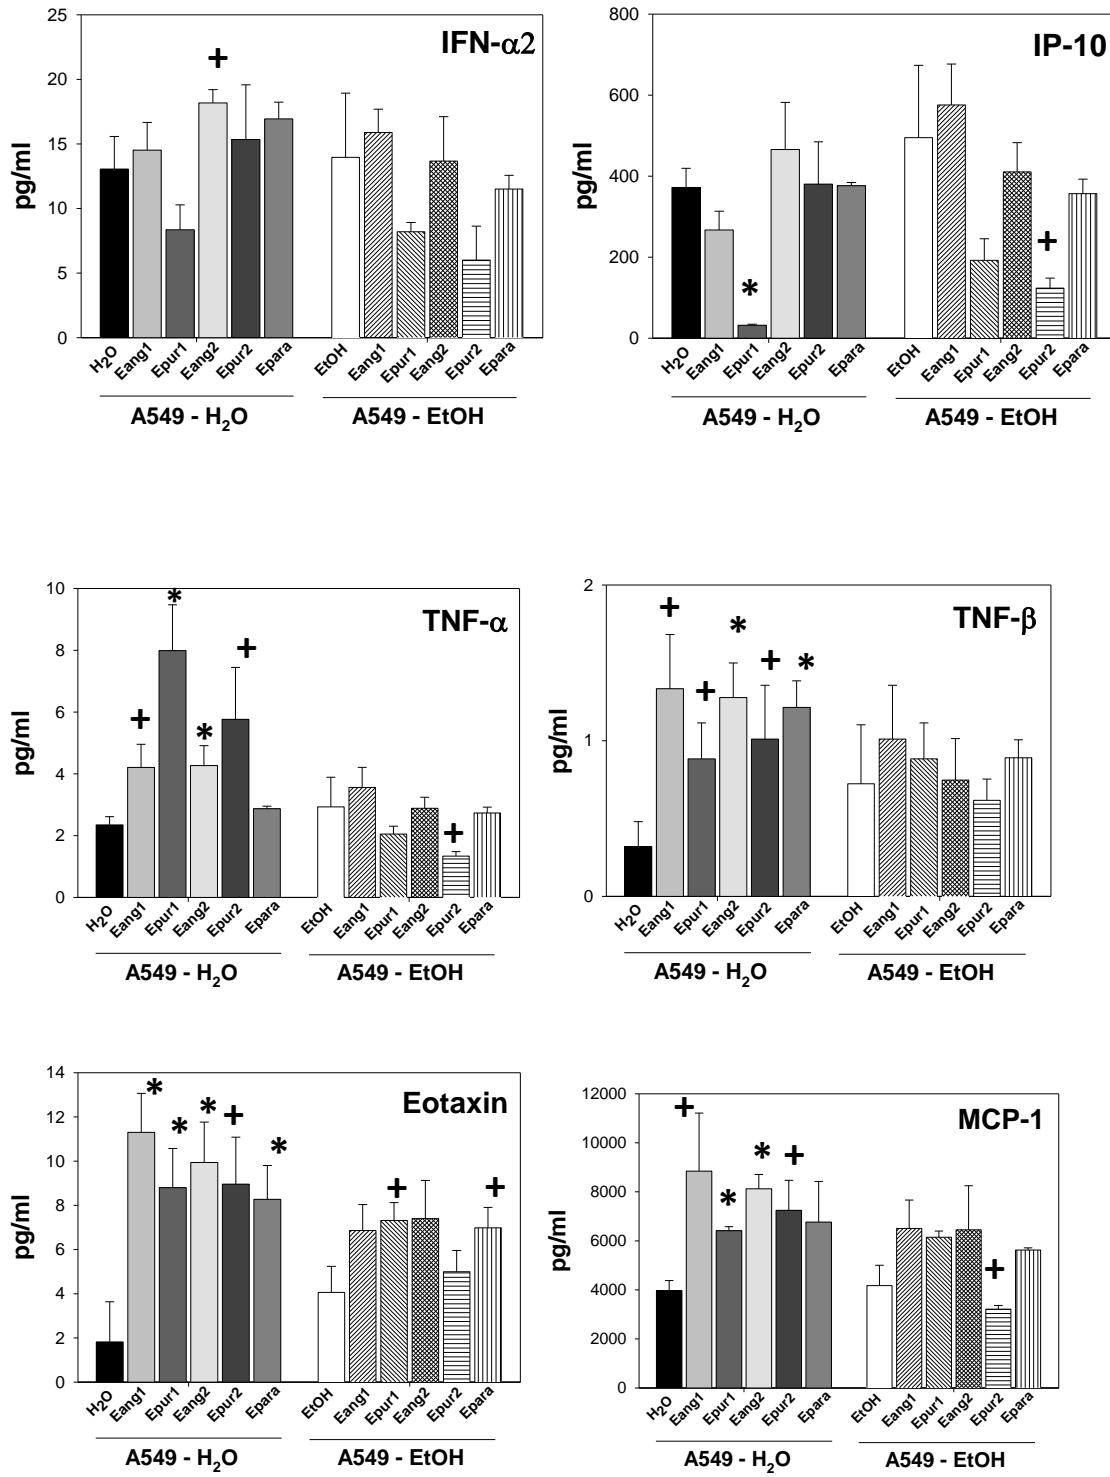 IFN-α2
pg/ml
25
20
15
10
5
0
+
H2O Eang1 Epur1 Eang2 Epur2 Epara EtOH Eang1 Epur1 Eang2 Epur2 Epara
A549 - H2O A549 - EtOH
IP-10
pg/ml
800
600
400
200
0
* +
H2O Eang1 Epur1 Eang2 Epur2 Epara EtOH Eang1 Epur1 Eang2 Epur2 Epara
A549 - H2O A549 - EtOH
TNF-α
pg/ml
10
8
6
4
2
0
+ * * + +
H2O Eang1 Epur1 Eang2 Epur2 Epara EtOH Eang1 Epur1 Eang2 Epur2 Epara
A549 - H2O A549 - EtOH
TNF-β
pg/ml
2
1
0
+ + * + *
H2O Eang1 Epur1 Eang2 Epur2 Epara EtOH Eang1 Epur1 Eang2 Epur2 Epara
A549 - H2O A549 - EtOH
Eotaxin
pg/ml
14
12
10
8
6
4
2
0
* * * + * + +
H2O Eang1 Epur1 Eang2 Epur2 Epara EtOH Eang1 Epur1 Eang2 Epur2 Epara
A549 - H2O A549 - EtOH
MCP-1
pg/ml
12000
10000
8000
6000
4000
2000
0
+ * * + +
H2O Eang1 Epur1 Eang2 Epur2 Epara EtOH Eang1 Epur1 Eang2 Epur2 Epara
A549 - H2O A549 - EtOH